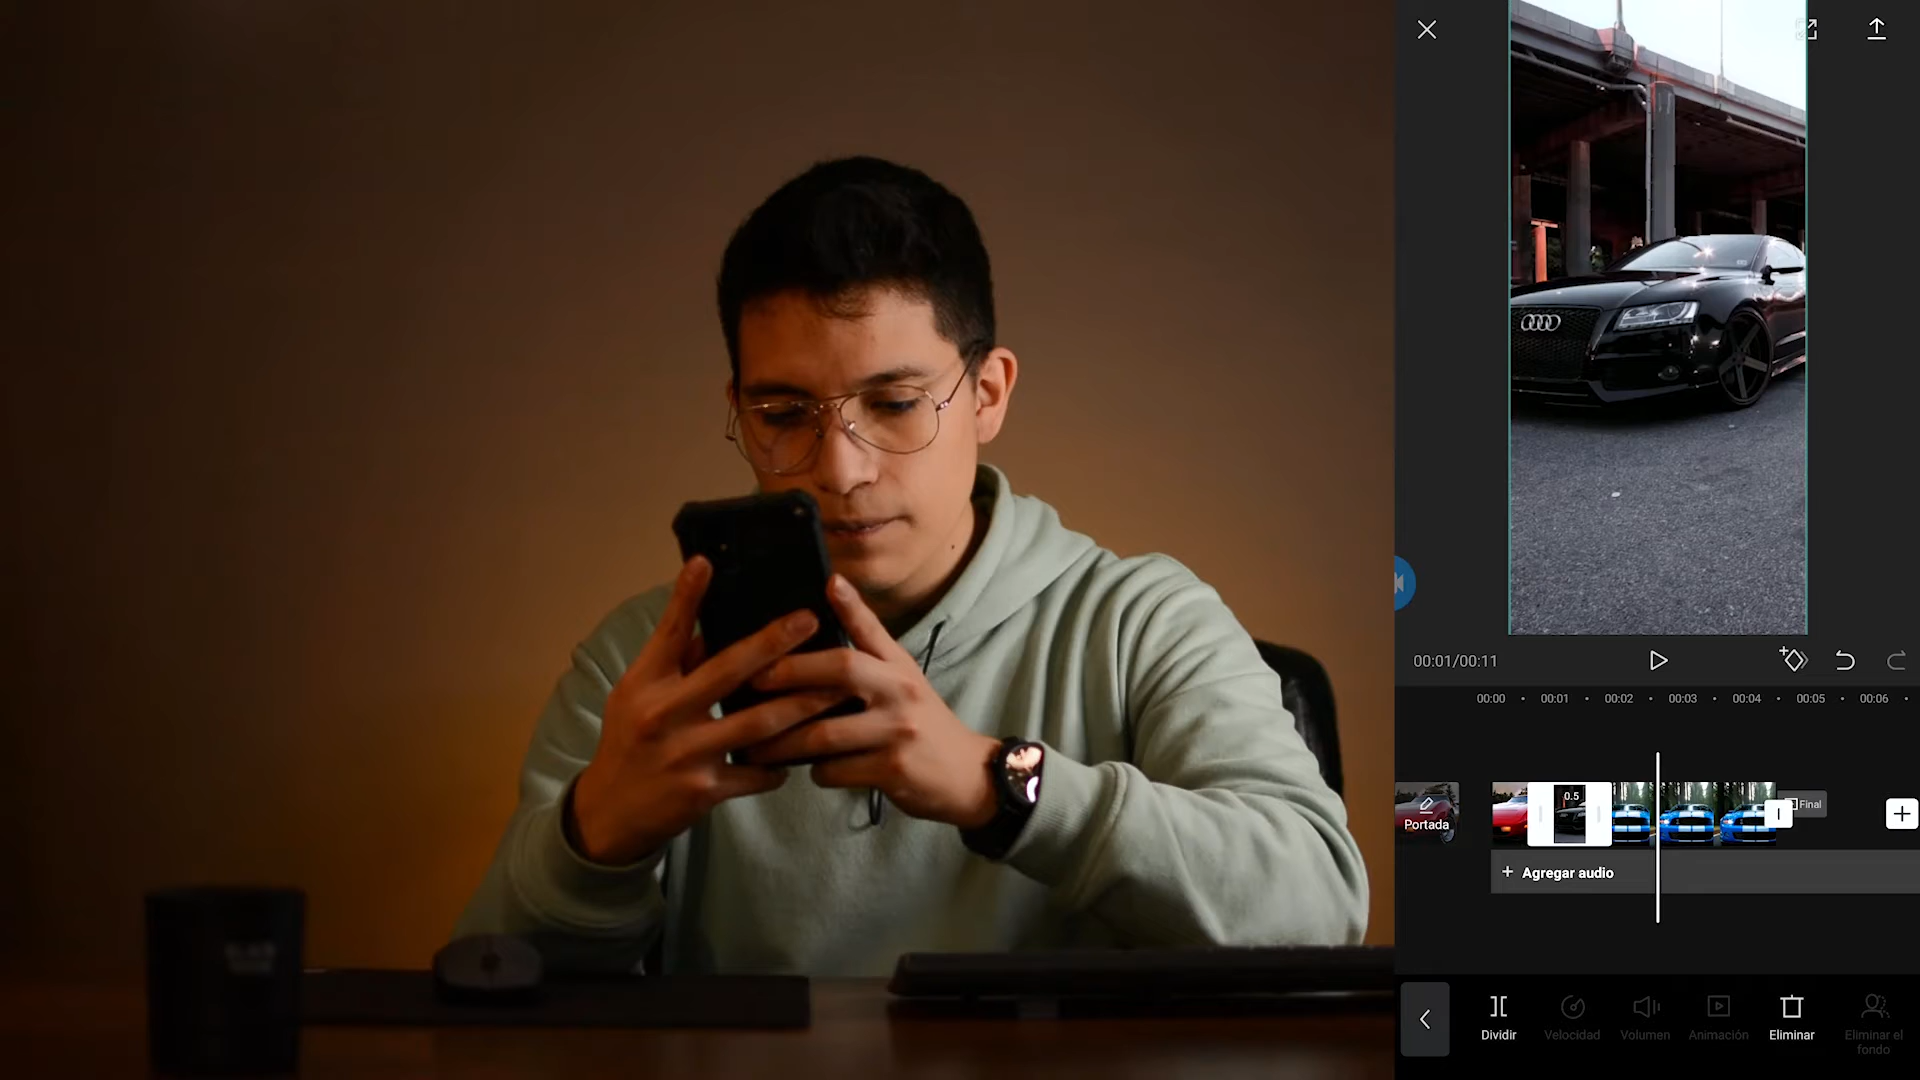 00:01/00:11
00:00
00:01
00:02
00:03
00:04
00:05
00:06
Portada
0.5
Final
+ Agregar audio
Dividir
Velocidad
Volumen
Animación
Eliminar
Eliminar el
fondo